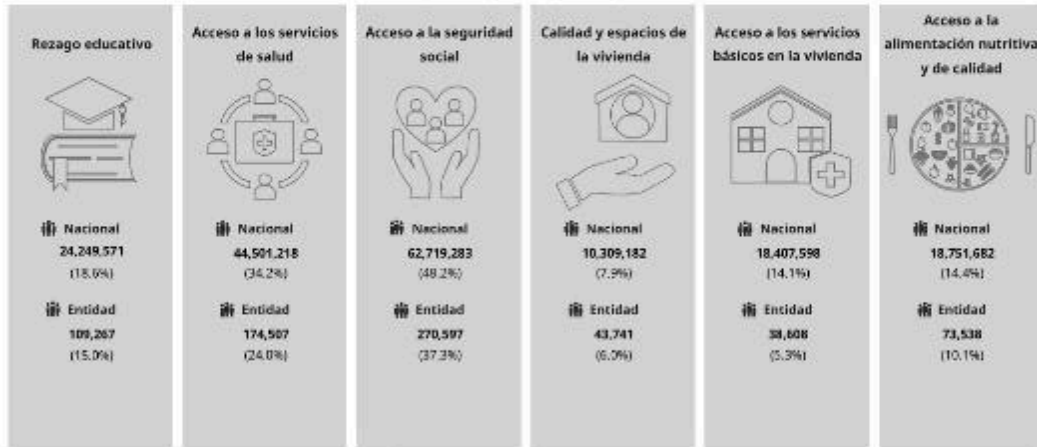 Rezago educativo
Nacional
24,249,571
(18.6%)
Entidad
109,267
(15.0%)
Acceso a los servicios
de salud
Nacional
44,501,218
(34.2%)
Entidad
174,507
(24.0%)
Acceso a la seguridad
social
Nacional
62,719,283
(48.2%)
Entidad
270,597
(37.3%)
Calidad y espacios de
la vivienda
Nacional
10,309,182
(7.9%)
Entidad
43,741
(6.0%)
Acceso a los servicios
básicos en la vivienda
Nacional
18,407,598
(14.1%)
Entidad
38,608
(5.3%)
Acceso a la
alimentación nutritiva
y de calidad
Nacional
18,751,682
(14.4%)
Entidad
73,538
(10.1%)